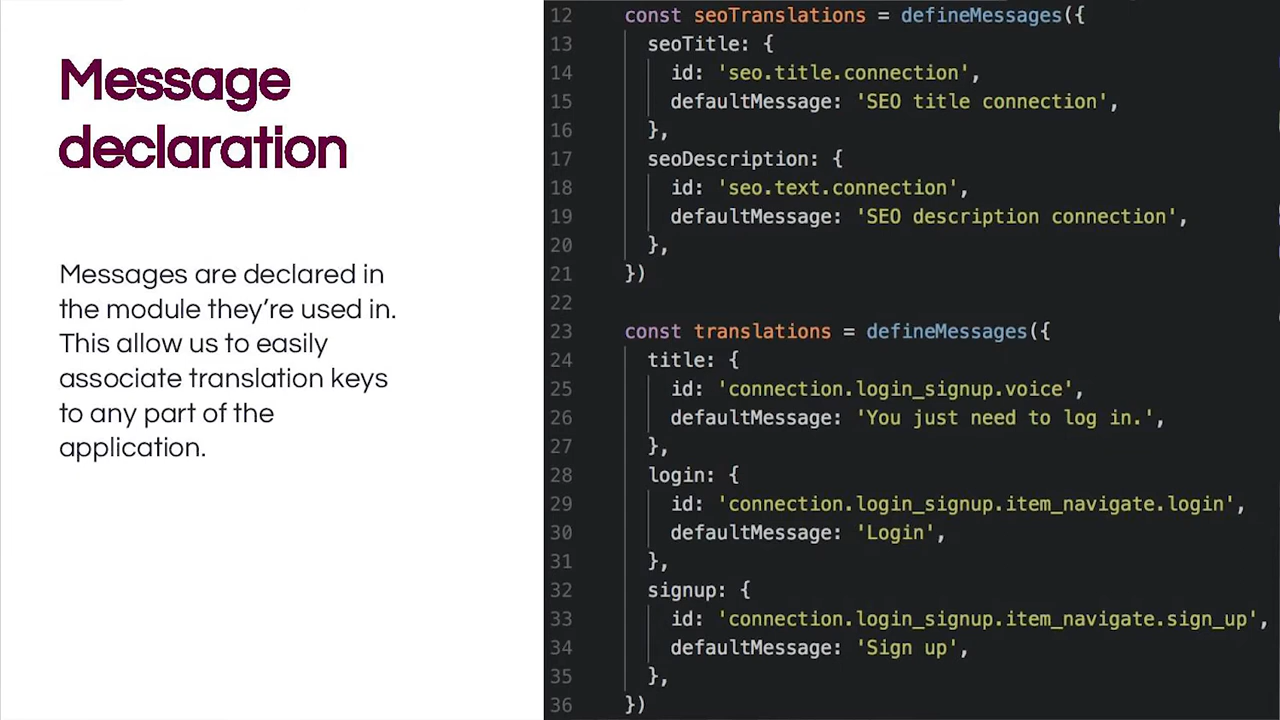 Message
declaration
Messages are declared in
the module they’re used in.
This allow us to easily
associate translation keys
to any part of the
application.
12 const seoTranslations = defineMessages({
13 seoTitle: {
14 id: 'seo.title.connection',
15 defaultMessage: 'SEO title connection',
16 },
17 seoDescription: {
18 id: 'seo.text.connection',
19 defaultMessage: 'SEO description connection',
20 },
21 })
22
23 const translations = defineMessages({
24 title: {
25 id: 'connection.login_signup.voice',
26 defaultMessage: 'You just need to log in.',
27 },
28 login: {
29 id: 'connection.login_signup.item_navigate.login',
30 defaultMessage: 'Login',
31 },
32 signup: {
33 id: 'connection.login_signup.item_navigate.sign_up',
34 defaultMessage: 'Sign up',
35 },
36 })